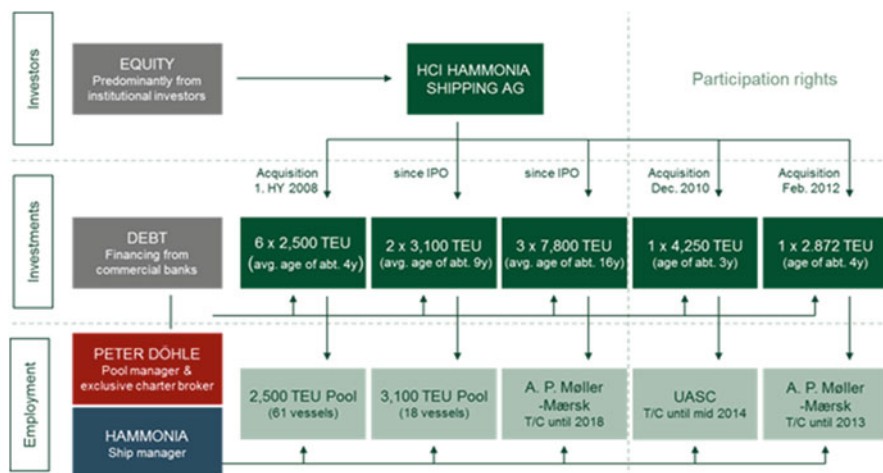 Investors
EQUITY
Predominantly from
institutional investors
HCI HAMMONIA
SHIPPING AG
Participation rights
Acquisition
1. HY 2008
since IPO
since IPO
Acquisition
Dec. 2010
Acquisition
Feb. 2012
Investments
DEBT
Financing from
commercial banks
6 x 2,500 TEU
(avg. age of abt. 4y)
2 x 3,100 TEU
(avg. age of abt. 9y)
3 x 7,800 TEU
(avg. age of abt. 16y)
1 x 4,250 TEU
(age of abt. 3y)
1 x 2.872 TEU
(age of abt. 4y)
Employment
PETER DÖHLE
Pool manager &
exclusive charter broker
HAMMONIA
Ship manager
2,500 TEU Pool
(61 vessels)
3,100 TEU Pool
(18 vessels)
A. P. Møller
-Mærsk
T/C until 2018
UASC
T/C until mid 2014
A. P. Møller
-Mærsk
T/C until 2013